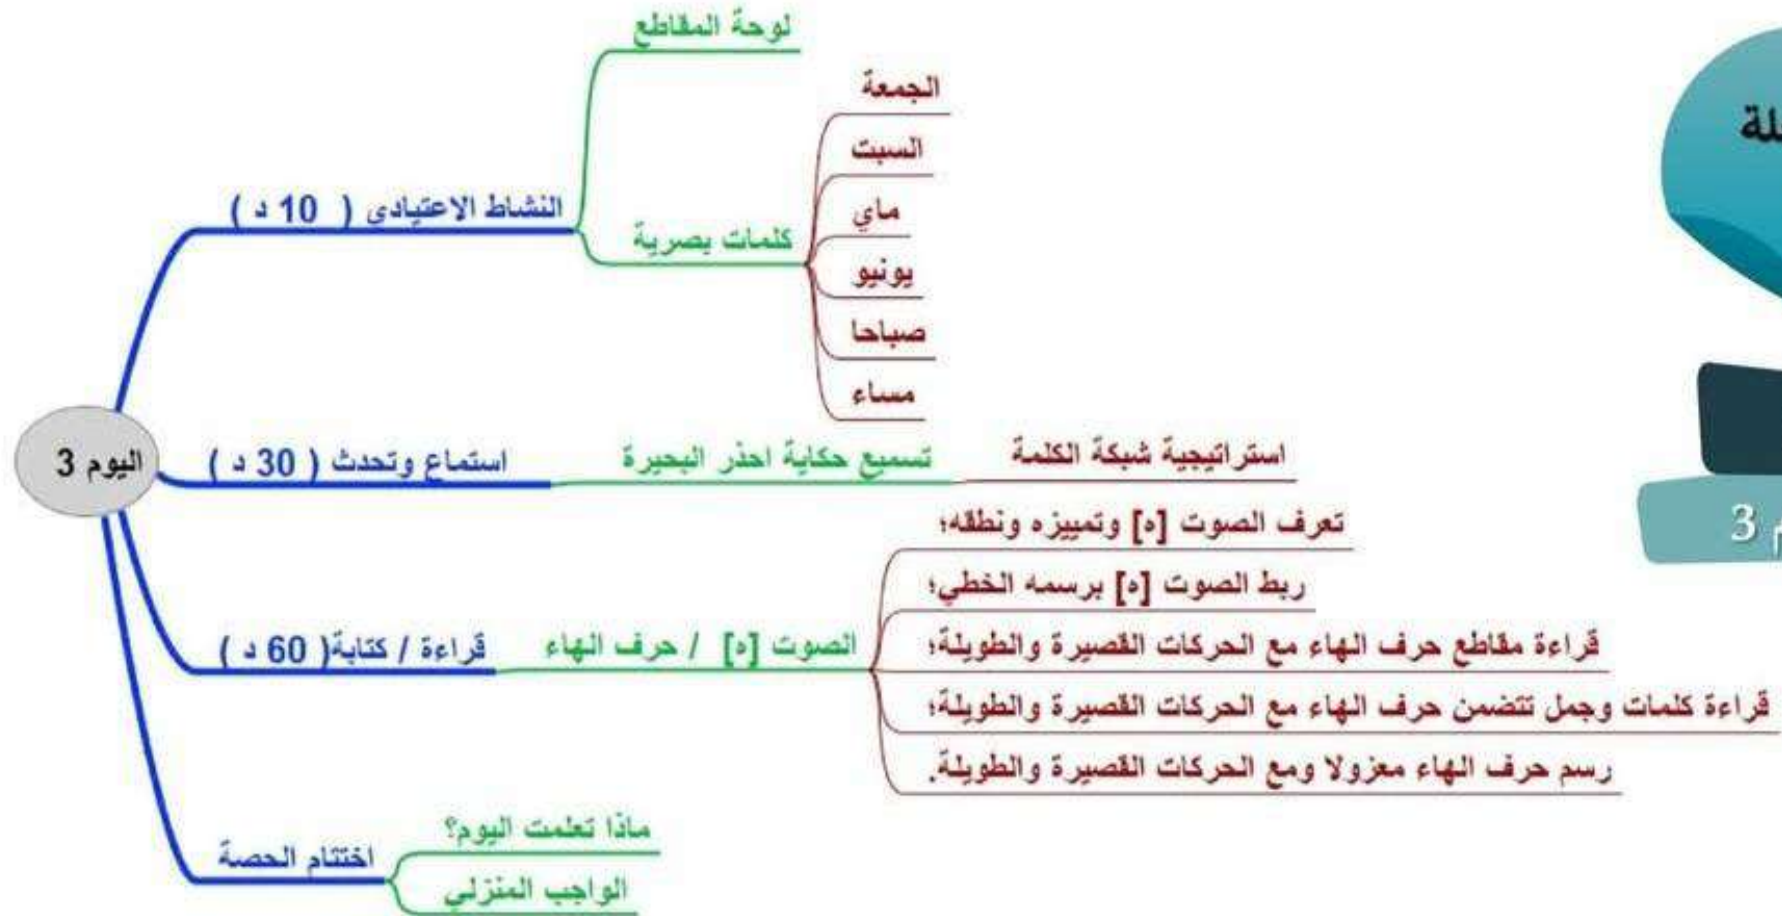 اليوم 3
النشاط الاعتيادي ( 10 د )
لوحة المقاطع
كلمات بصرية
الجمعة
السبت
ماي
يونيو
صباحا
مساء
استماع وتحدث ( 30 د )
تسميع حكاية احذر البحيرة
استراتيجية شبكة الكلمة
قراءة / كتابة( 60 د )
الصوت [ه] / حرف الهاء
تعرف الصوت [ه] وتمييزه ونطقه؛
ربط الصوت [ه] برسمه الخطي؛
قراءة مقاطع حرف الهاء مع الحركات القصيرة والطويلة؛
قراءة كلمات وجمل تتضمن حرف الهاء مع الحركات القصيرة والطويلة؛
رسم حرف الهاء معزولا ومع الحركات القصيرة والطويلة.
اختتام الحصة
ماذا تعلمت اليوم؟
الواجب المنزلي
3